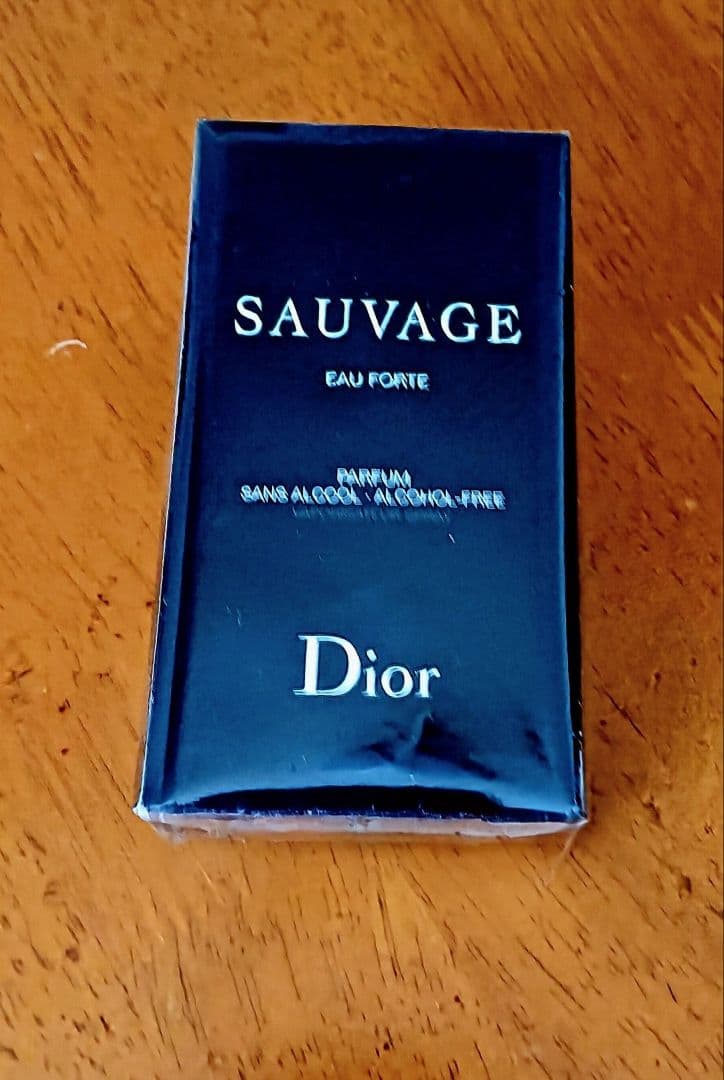 SAUVAGE
EAU FORTE
PARFUM
SANS ALCOOL · ALCOHOL-FREE
Dior